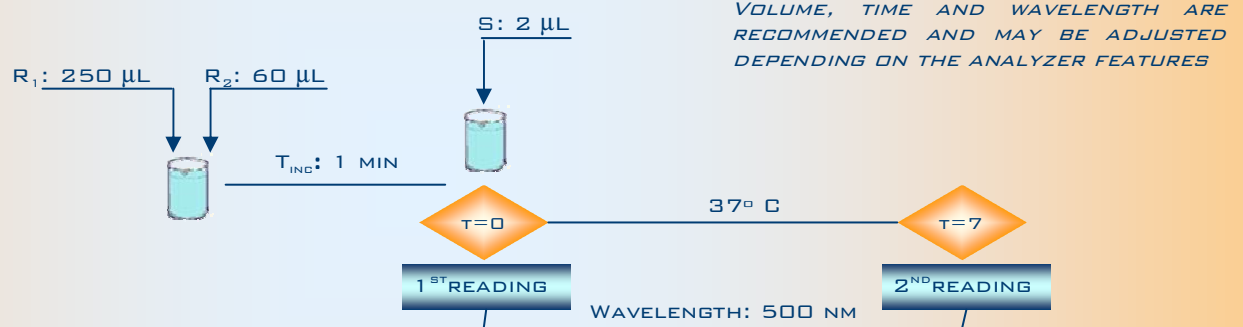 S: 2 µL
VOLUME, TIME AND WAVELENGTH ARE
RECOMMENDED AND MAY BE ADJUSTED
DEPENDING ON THE ANALYZER FEATURES
R1: 250 µL
R2: 60 µL
TINC: 1 MIN
37º C
T=0
T=7
1ST READING
2ND READING
WAVELENGTH: 500 NM